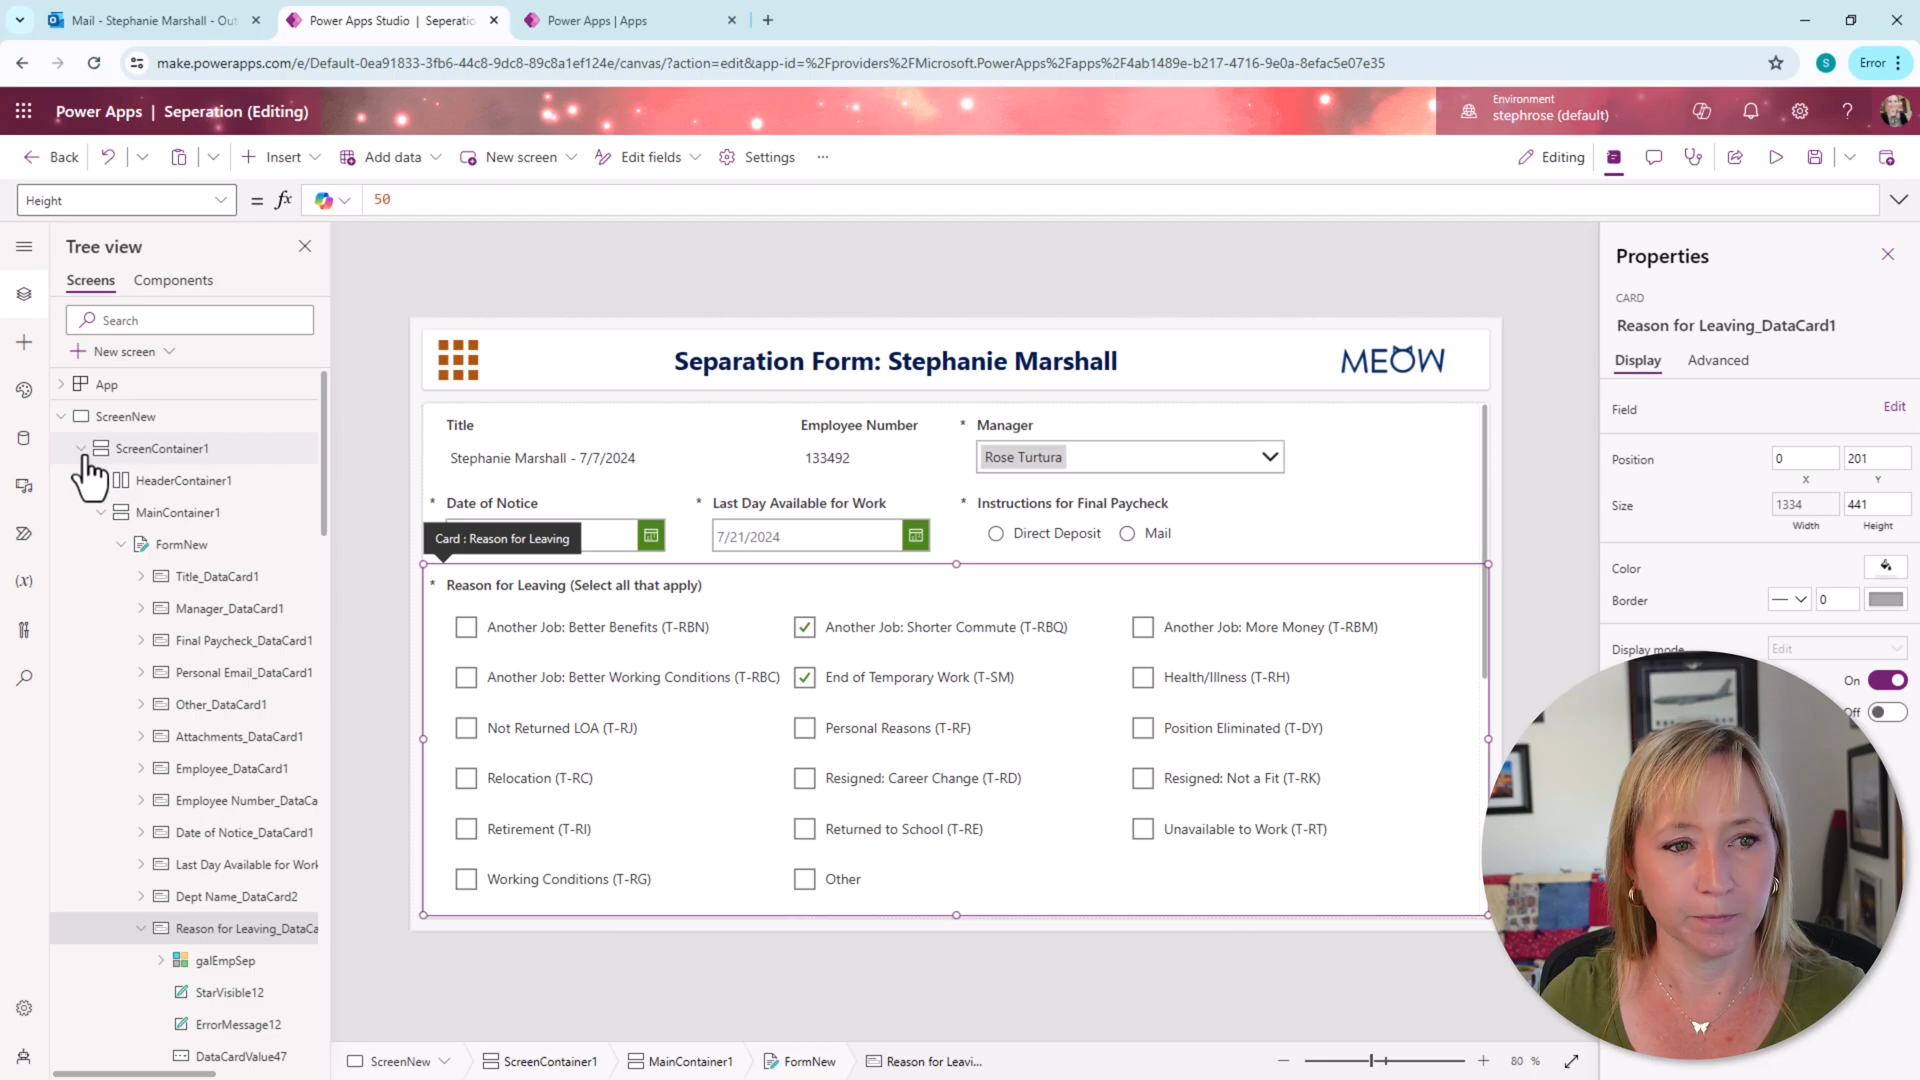 Mail - Stephanie Marshall - Out
Power Apps Studio | Seperatio
Power Apps | Apps
make.powerapps.com/e/Default-0ea91833-3fb6-44c8-9dc8-89c8a1ef124e/canvas/?action=edit&app-id=%2Fproviders%2FMicrosoft.PowerApps%2Fapps%2F4ab1489e-b217-4716-9e0a-8efac5e07e35
S
Error
Power Apps | Seperation (Editing)
Environment
stephrose (default)
Back
Insert
Add data
New screen
Edit fields
Settings
Editing
Height
= fx
50
Tree view
Screens
Components
Search
New screen
App
ScreenNew
ScreenContainer1
HeaderContainer1
MainContainer1
FormNew
Title_DataCard1
Manager_DataCard1
Final Paycheck_DataCard1
Personal Email_DataCard1
Other_DataCard1
Attachments_DataCard1
Employee_DataCard1
Employee Number_DataCa
Date of Notice_DataCard1
Last Day Available for Work
Dept Name_DataCard2
Reason for Leaving_DataCa
galEmpSep
StarVisible12
ErrorMessage12
DataCardValue47
Separation Form: Stephanie Marshall
MEOW
Title
Employee Number
* Manager
Stephanie Marshall - 7/7/2024
133492
Rose Turtura
* Date of Notice
* Last Day Available for Work
* Instructions for Final Paycheck
Card : Reason for Leaving
7/21/2024
Direct Deposit
Mail
* Reason for Leaving (Select all that apply)
Another Job: Better Benefits (T-RBN)
Another Job: Shorter Commute (T-RBQ)
Another Job: More Money (T-RBM)
Another Job: Better Working Conditions (T-RBC)
End of Temporary Work (T-SM)
Health/Illness (T-RH)
Not Returned LOA (T-RJ)
Personal Reasons (T-RF)
Position Eliminated (T-DY)
Relocation (T-RC)
Resigned: Career Change (T-RD)
Resigned: Not a Fit (T-RK)
Retirement (T-RI)
Returned to School (T-RE)
Unavailable to Work (T-RT)
Working Conditions (T-RG)
Other
ScreenNew
ScreenContainer1
MainContainer1
FormNew
Reason for Leavi...
80 %
Properties
CARD
Reason for Leaving_DataCard1
Display
Advanced
Field
Edit
Position
0
201
X
Y
Size
1334
441
Width
Height
Color
Border
0
Display mode
Edit
On
Off